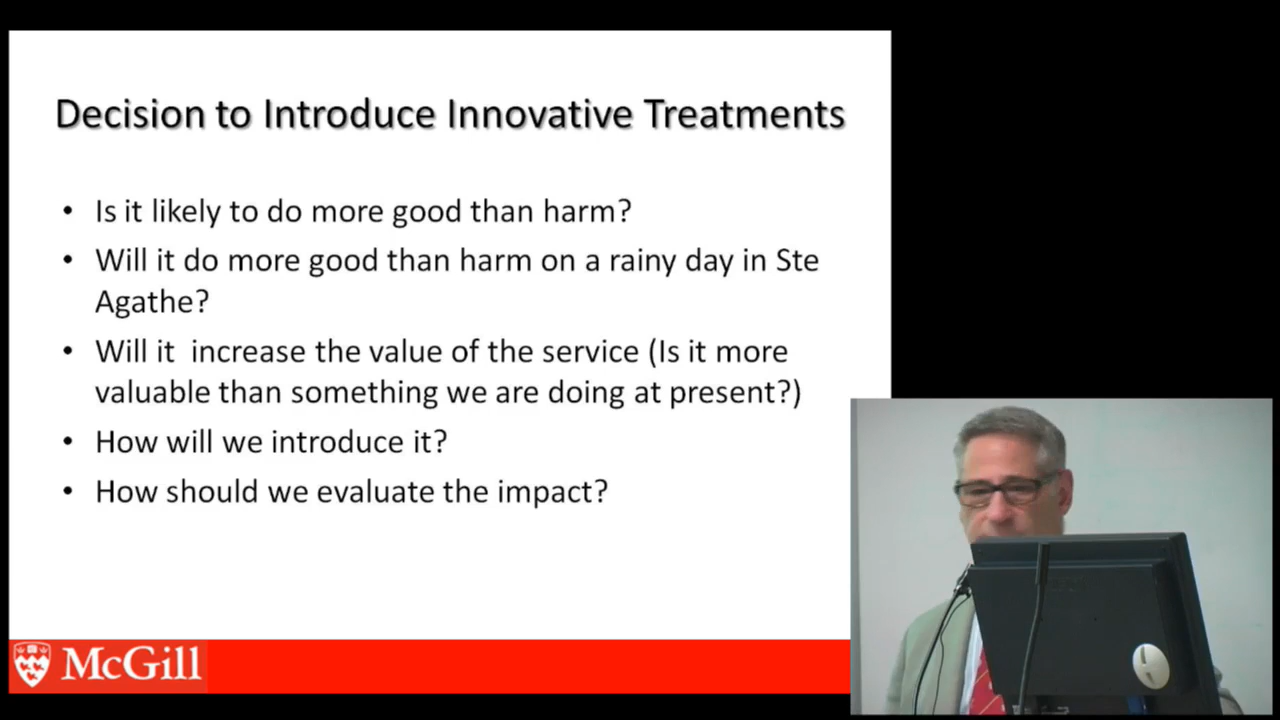 Decision to Introduce Innovative Treatments
• Is it likely to do more good than harm?
• Will it do more good than harm on a rainy day in Ste
Agathe?
• Will it  increase the value of the service (Is it more
valuable than something we are doing at present?)
• How will we introduce it?
• How should we evaluate the impact?
McGill